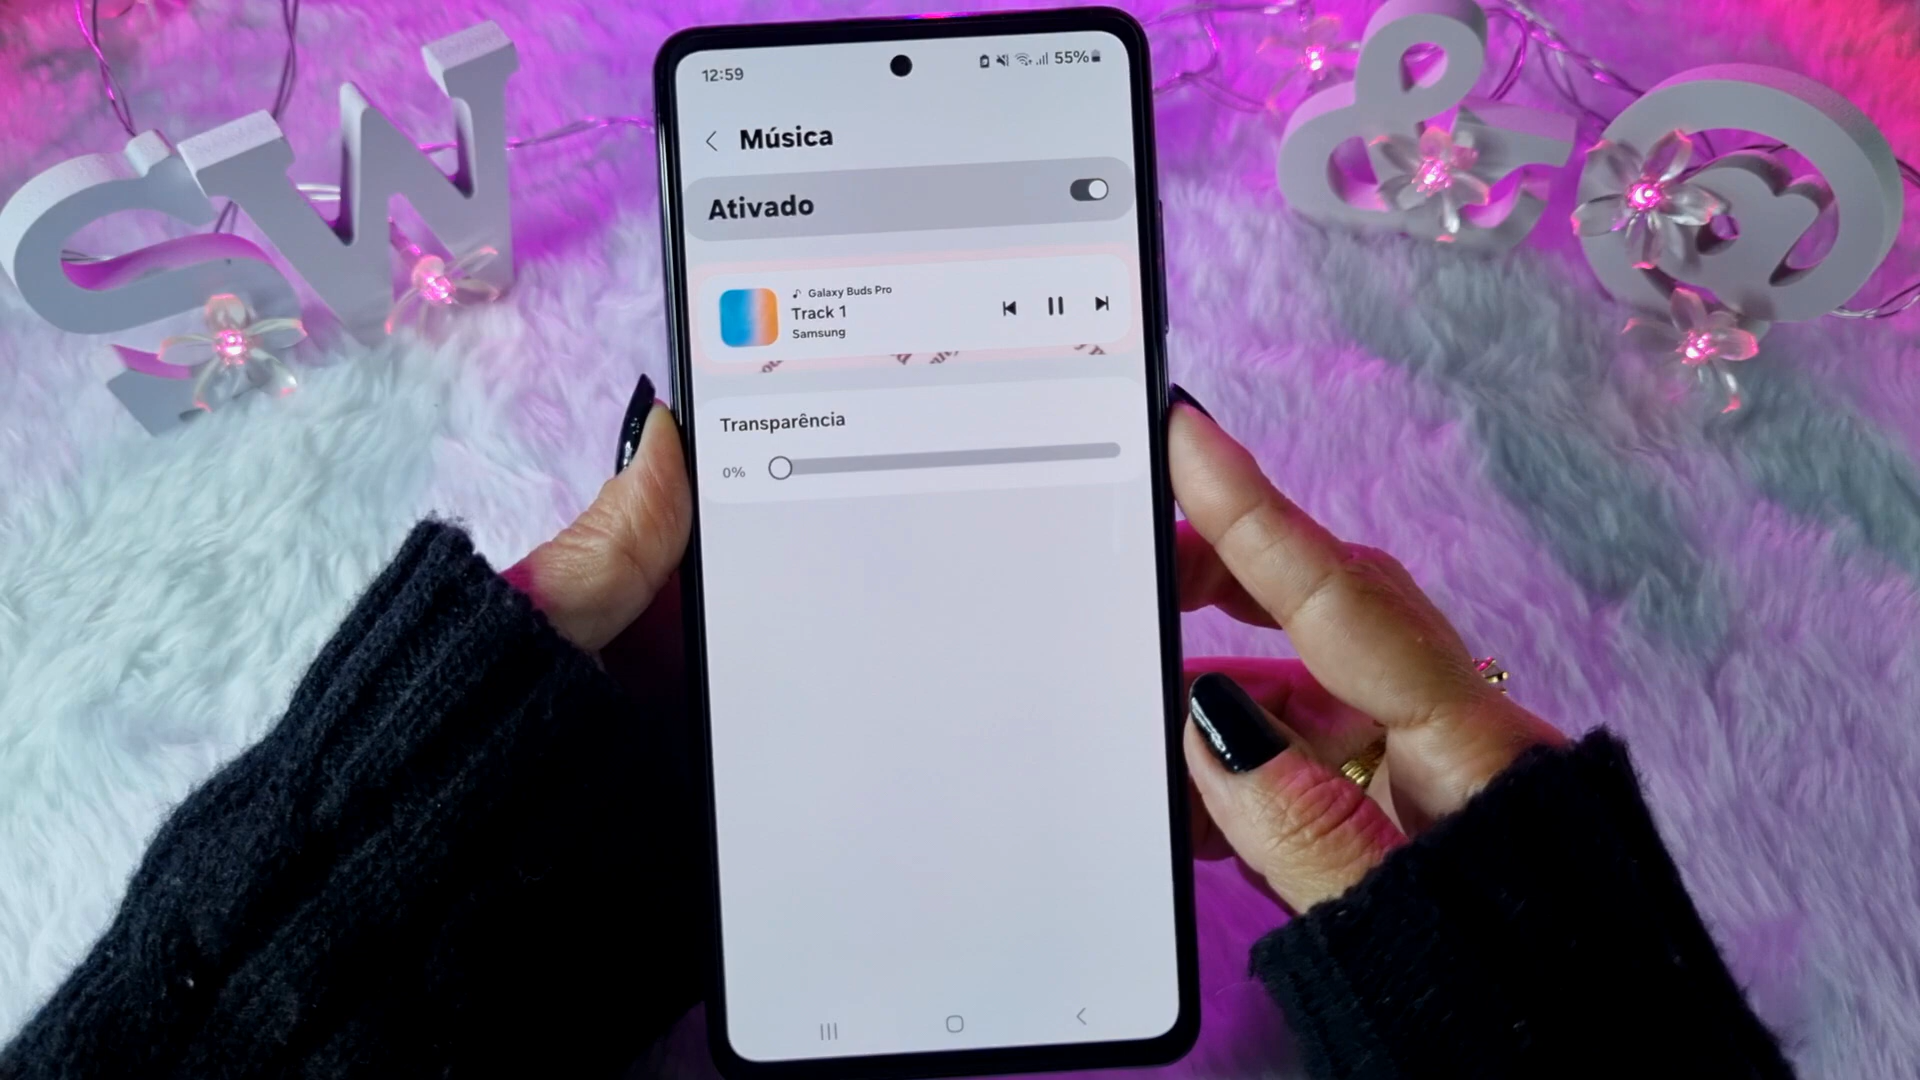 12:59
55%
Música
Ativado
Galaxy Buds Pro
Track 1
Samsung
Transparência
0%
W
&